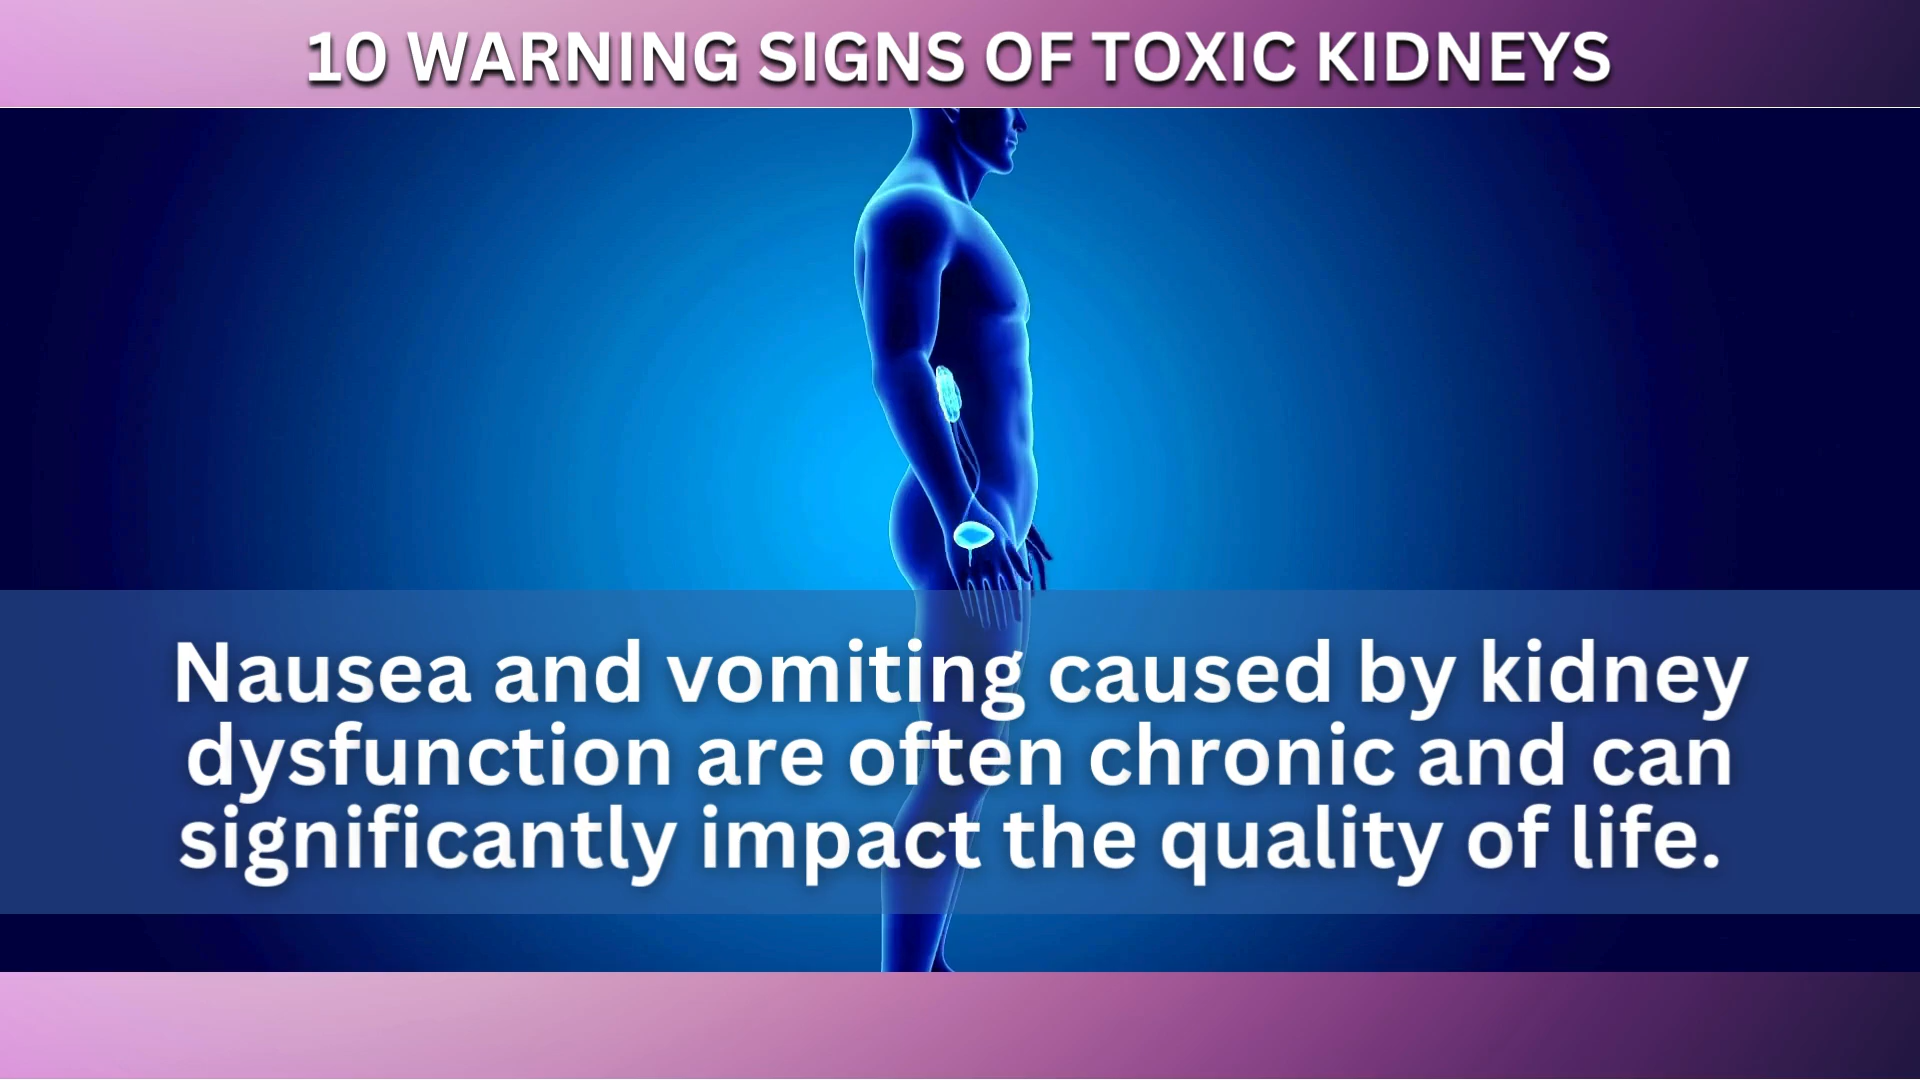 10 WARNING SIGNS OF TOXIC KIDNEYS
Nausea and vomiting caused by kidney
dysfunction are often chronic and can
significantly impact the quality of life.